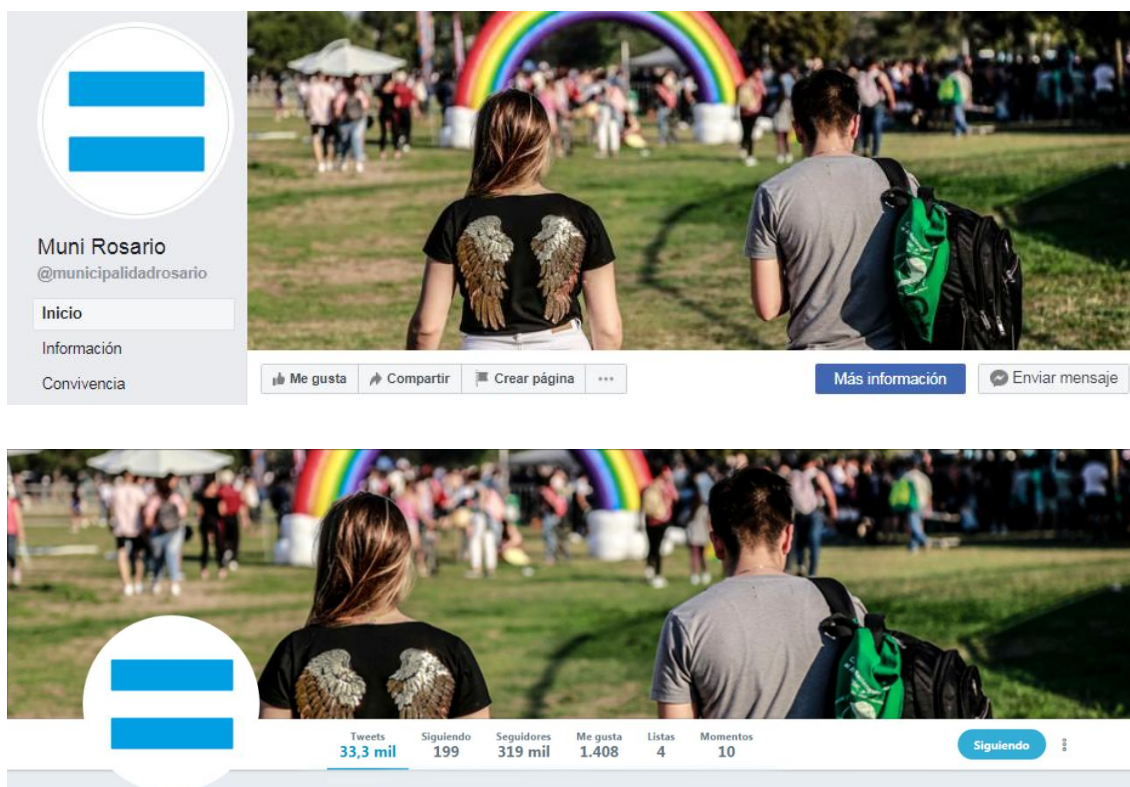 Muni Rosario
@municipalidadrosario
Inicio
Información
Convivencia
Me gusta Compartir Crear página
Más información Enviar mensaje
Tweets Siguiendo Seguidores Me gusta Listas Momentos
33,3 mil 199 319 mil 1.408 4 10
Siguiendo